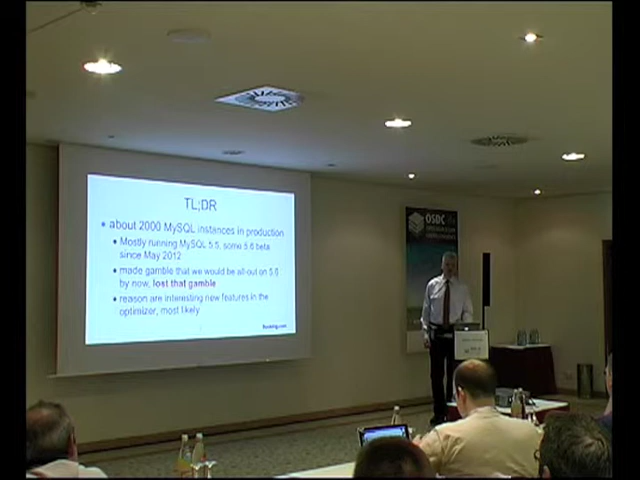 TL;DR
about 2000 MySQL instances in production
Mostly running MySQL 5.5, some 5.6 beta
since May 2012
made gamble that we would be all-out on 5.6
by now, lost that gamble
reason are interesting new features in the
optimizer, most likely
Booking.com
OSDC